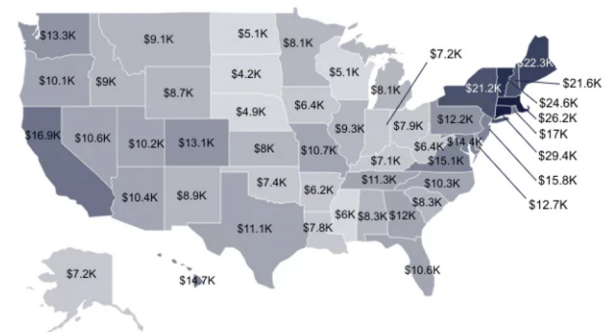 $13.3K
$9.1K
$5.1K
$8.1K
$7.2K
$22.3K
$10.1K
$9K
$4.2K
$5.1K
$8.1K
$21.2K
$21.6K
$8.7K
$4.9K
$6.4K
$24.6K
$26.2K
$16.9K
$10.6K
$10.2K
$13.1K
$8K
$10.7K
$9.3K
$7.9K
$12.2K
$17K
$7.1K
$6.4K
$14.4K
$15.1K
$29.4K
$10.4K
$8.9K
$7.4K
$6.2K
$11.3K
$10.3K
$15.8K
$11.1K
$7.8K
$6K
$8.3K
$12K
$8.3K
$12.7K
$7.2K
$14.7K
$10.6K